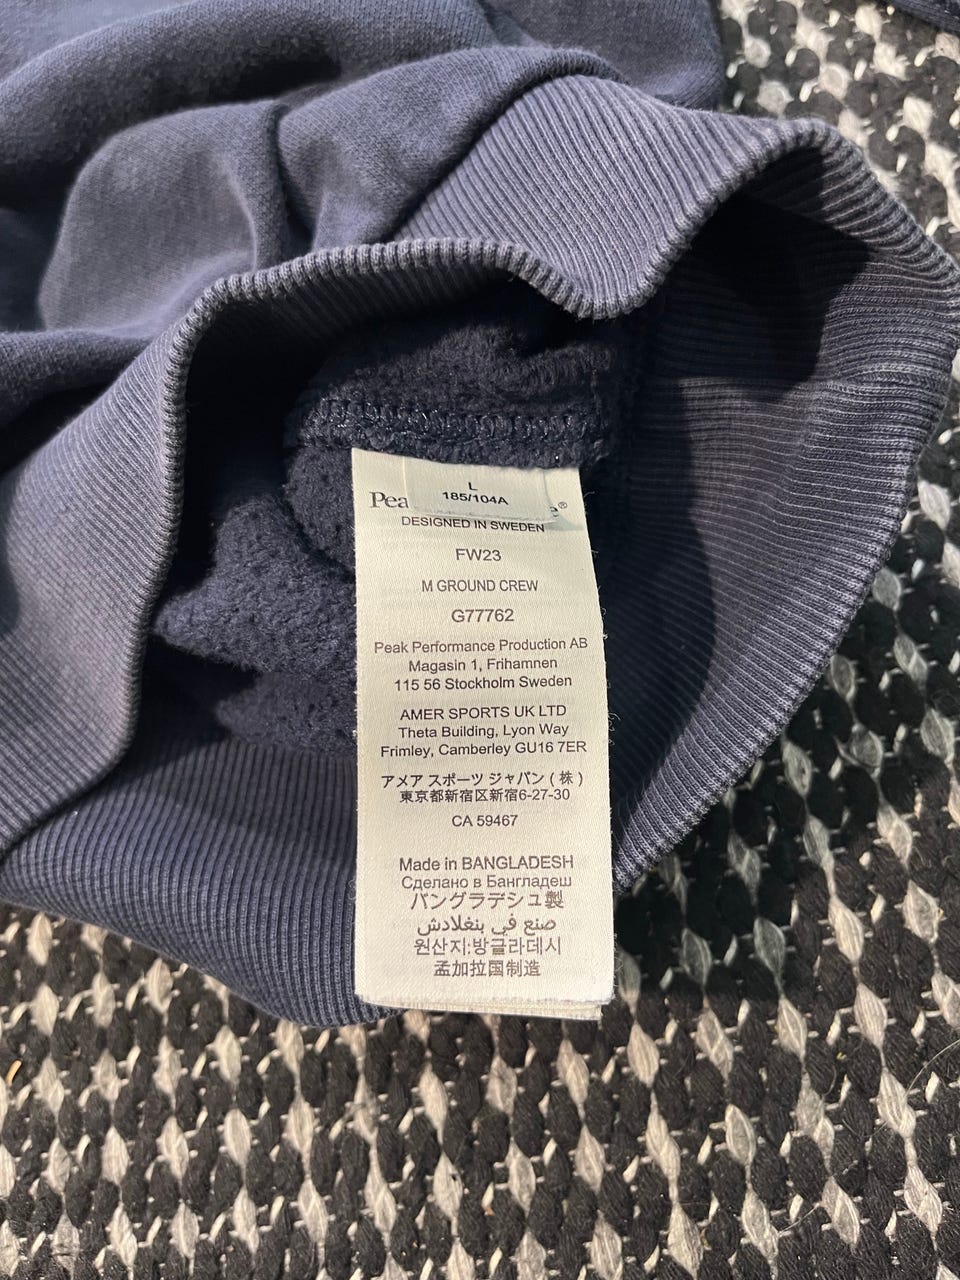 L
185/104A
Pea e®
DESIGNED IN SWEDEN
FW23
M GROUND CREW
G77762
Peak Performance Production AB
Magasin 1, Frihamnen
115 56 Stockholm Sweden
AMER SPORTS UK LTD
Theta Building, Lyon Way
Frimley, Camberley GU16 7ER
アメア スポーツ ジャパン ( 株 )
東京都新宿区新宿6-27-30
CA 59467
Made in BANGLADESH
Сделано в Бангладеш
バングラデシュ製
صنع في بنغلادش
원산지:방글라데시
孟加拉国制造